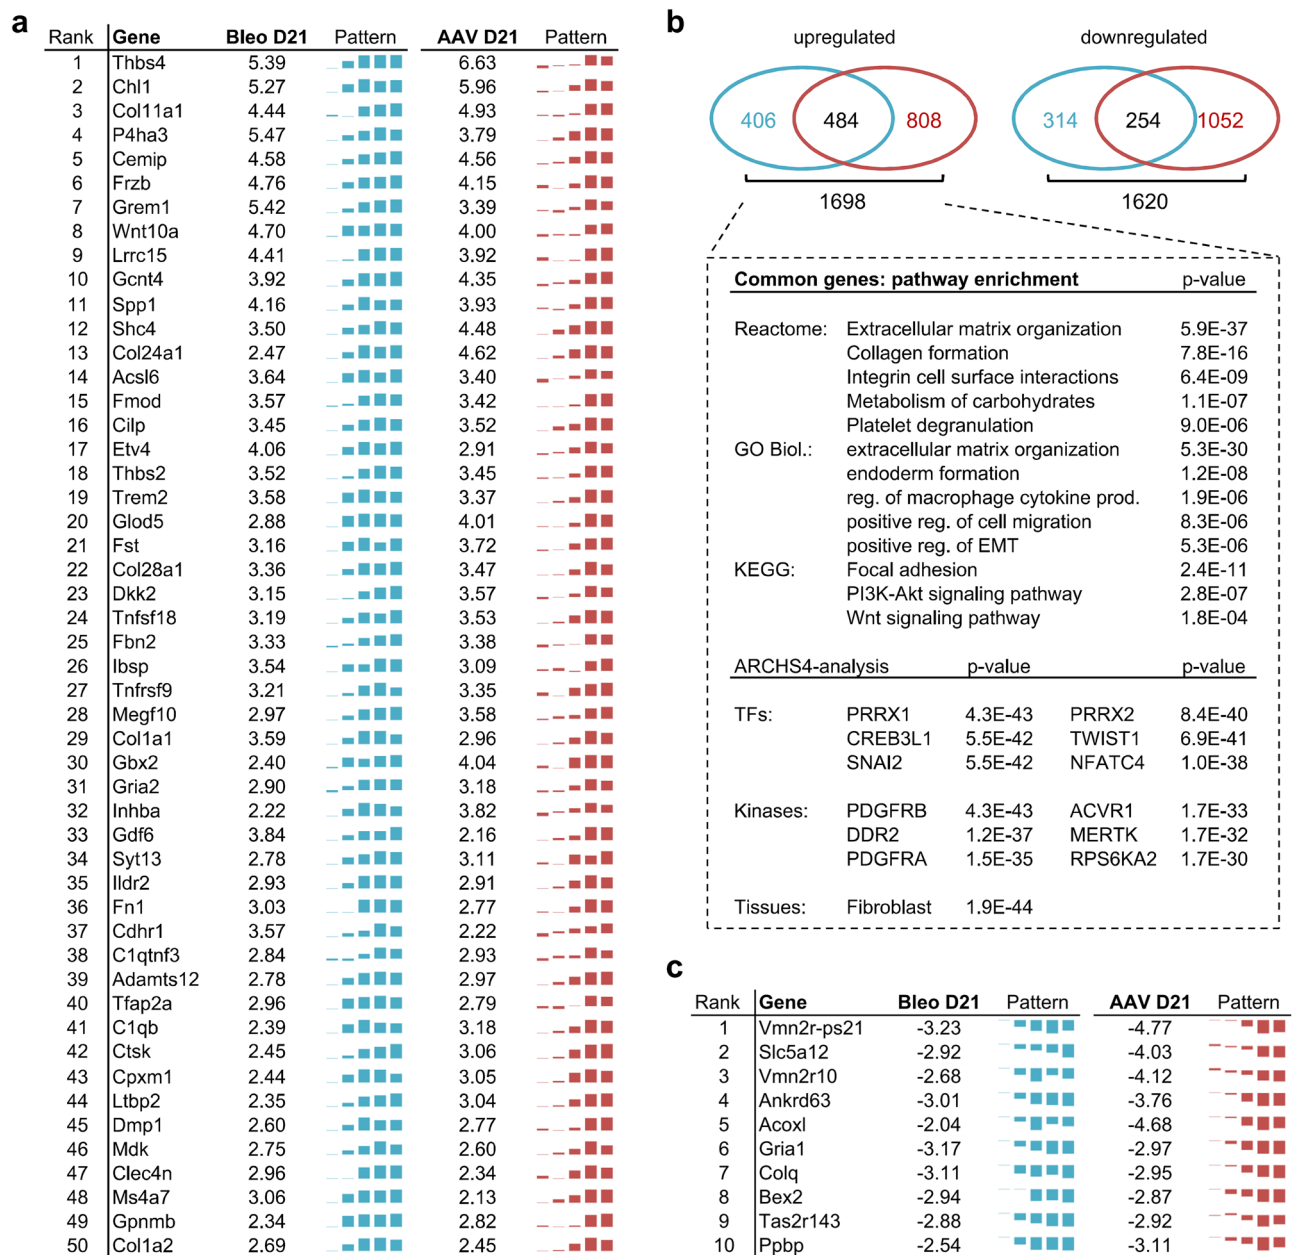 a
Rank Gene Bleo D21 Pattern AAV D21 Pattern
1 Thbs4 5.39 6.63
2 Chl1 5.27 5.96
3 Col11a1 4.44 4.93
4 P4ha3 5.47 3.79
5 Cemip 4.58 4.56
6 Frzb 4.76 4.15
7 Grem1 5.42 3.39
8 Wnt10a 4.70 4.00
9 Lrrc15 4.41 3.92
10 Gcnt4 3.92 4.35
11 Spp1 4.16 3.93
12 Shc4 3.50 4.48
13 Col24a1 2.47 4.62
14 Acsl6 3.64 3.40
15 Fmod 3.57 3.42
16 Cilp 3.45 3.52
17 Etv4 4.06 2.91
18 Thbs2 3.52 3.45
19 Trem2 3.58 3.37
20 Glod5 2.88 4.01
21 Fst 3.16 3.72
22 Col28a1 3.36 3.47
23 Dkk2 3.15 3.57
24 Tnfsf18 3.19 3.53
25 Fbn2 3.33 3.38
26 Ibsp 3.54 3.09
27 Tnfrsf9 3.21 3.35
28 Megf10 2.97 3.58
29 Col1a1 3.59 2.96
30 Gbx2 2.40 4.04
31 Gria2 2.90 3.18
32 Inhba 2.22 3.82
33 Gdf6 3.84 2.16
34 Syt13 2.78 3.11
35 Ildr2 2.93 2.91
36 Fn1 3.03 2.77
37 Cdhr1 3.57 2.22
38 C1qtnf3 2.84 2.93
39 Adamts12 2.78 2.97
40 Tfap2a 2.96 2.79
41 C1qb 2.39 3.18
42 Ctsk 2.45 3.06
43 Cpxm1 2.44 3.05
44 Ltbp2 2.35 3.04
45 Dmp1 2.60 2.77
46 Mdk 2.75 2.60
47 Clec4n 2.96 2.34
48 Ms4a7 3.06 2.13
49 Gpnmb 2.34 2.82
50 Col1a2 2.69 2.45
b
upregulated downregulated
406 484 808 314 254 1052
1698 1620
Common genes: pathway enrichment p-value
Reactome: Extracellular matrix organization 5.9E-37
Collagen formation 7.8E-16
Integrin cell surface interactions 6.4E-09
Metabolism of carbohydrates 1.1E-07
Platelet degranulation 9.0E-06
GO Biol.: extracellular matrix organization 5.3E-30
endoderm formation 1.2E-08
reg. of macrophage cytokine prod. 1.9E-06
positive reg. of cell migration 8.3E-06
positive reg. of EMT 5.3E-06
KEGG: Focal adhesion 2.4E-11
PI3K-Akt signaling pathway 2.8E-07
Wnt signaling pathway 1.8E-04
ARCHS4-analysis p-value p-value
TFs: PRRX1 4.3E-43 PRRX2 8.4E-40
CREB3L1 5.5E-42 TWIST1 6.9E-41
SNAI2 5.5E-42 NFATC4 1.0E-38
Kinases: PDGFRB 4.3E-43 ACVR1 1.7E-33
DDR2 1.2E-37 MERTK 1.7E-32
PDGFRA 1.5E-35 RPS6KA2 1.7E-30
Tissues: Fibroblast 1.9E-44
c
Rank Gene Bleo D21 Pattern AAV D21 Pattern
1 Vmn2r-ps21 -3.23 -4.77
2 Slc5a12 -2.92 -4.03
3 Vmn2r10 -2.68 -4.12
4 Ankrd63 -3.01 -3.76
5 Acoxl -2.04 -4.68
6 Gria1 -3.17 -2.97
7 Colq -3.11 -2.95
8 Bex2 -2.94 -2.87
9 Tas2r143 -2.88 -2.92
10 Ppbp -2.54 -3.11